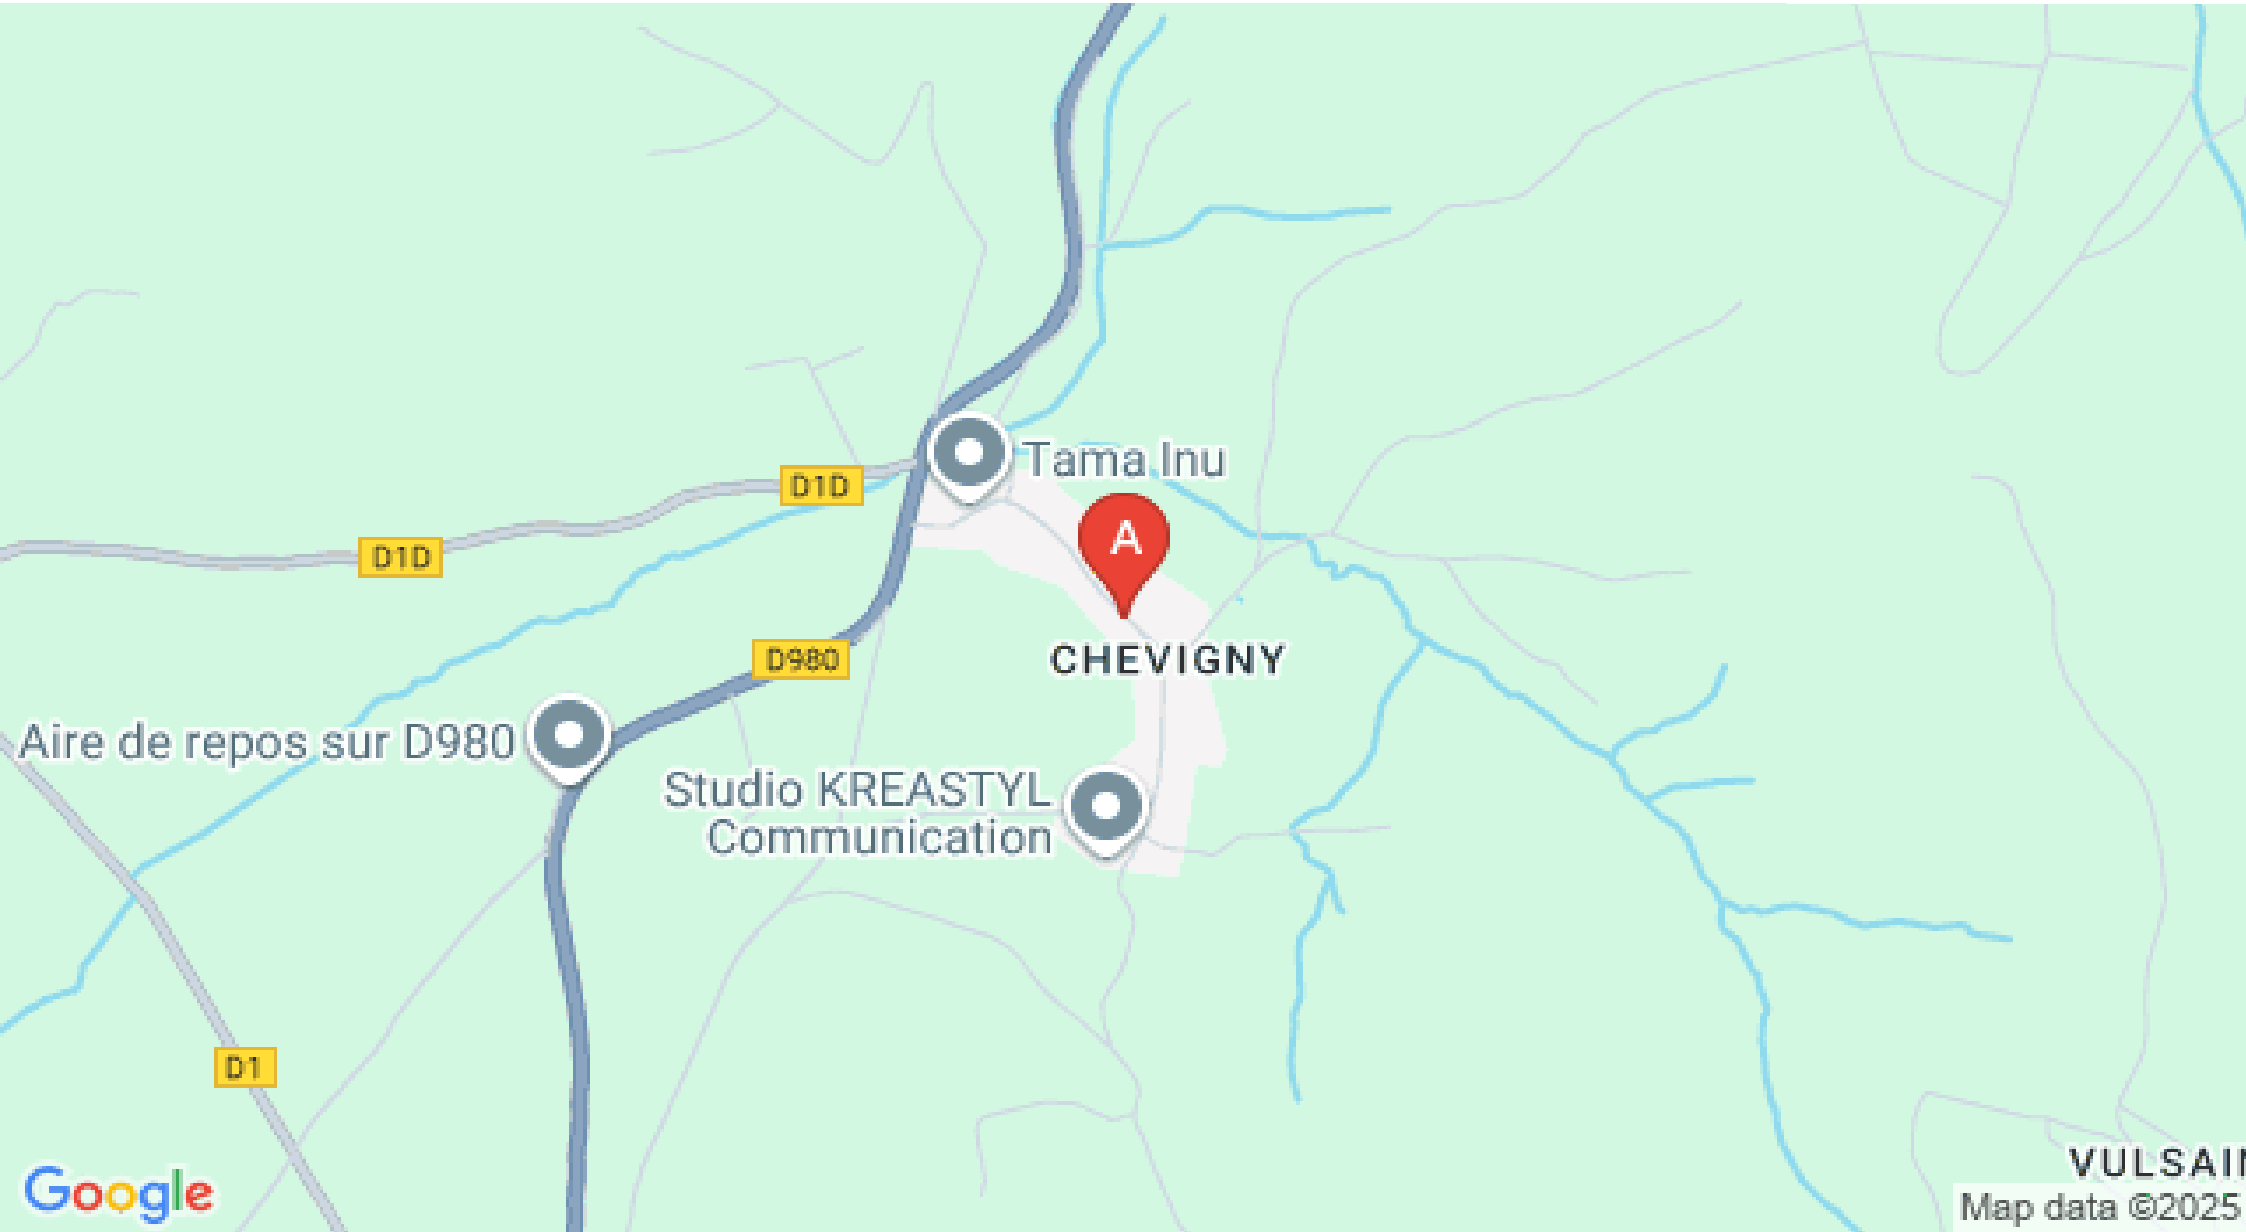 Tama Inu
D1D
A
D1D
CHEVIGNY
D980
Aire de repos sur D980
Studio KREASTYL
Communication
D1
VULSAIN
Google
Map data ©2025